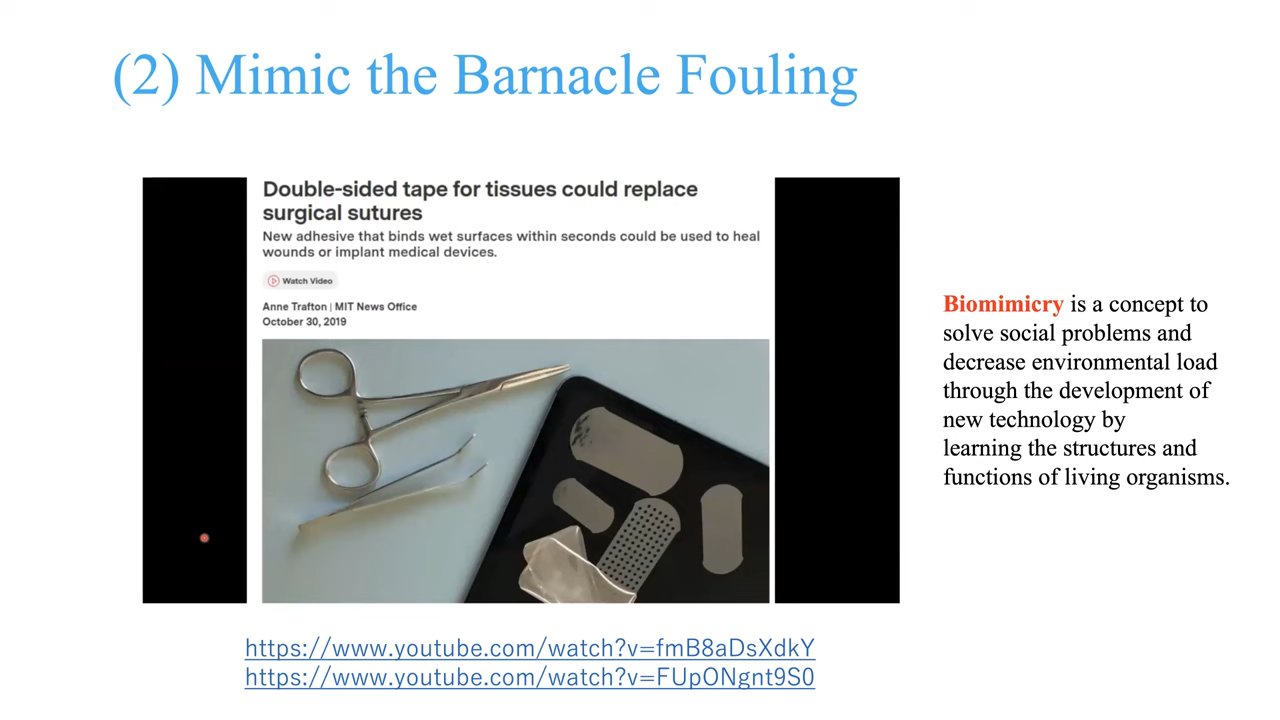 (2) Mimic the Barnacle Fouling
Double-sided tape for tissues could replace
surgical sutures
New adhesive that binds wet surfaces within seconds could be used to heal
wounds or implant medical devices.
Watch Video
Anne Trafton | MIT News Office
October 30, 2019
Biomimicry is a concept to
solve social problems and
decrease environmental load
through the development of
new technology by
learning the structures and
functions of living organisms.
https://www.youtube.com/watch?v=fmB8aDsXdkY
https://www.youtube.com/watch?v=FUpONgnt9S0